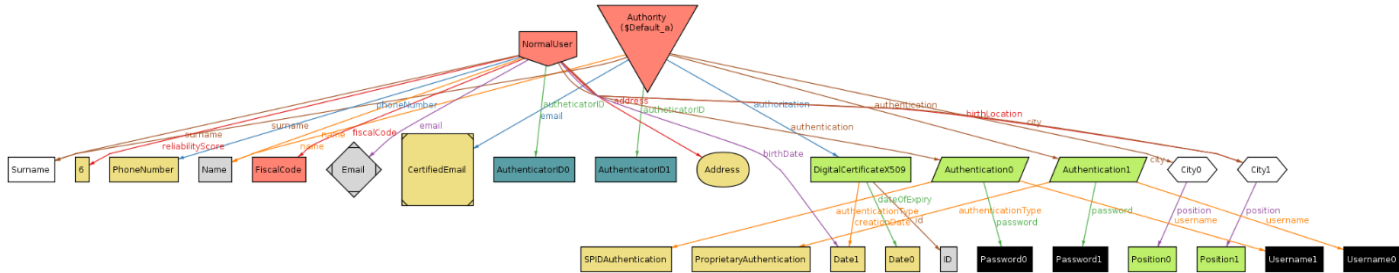 Authority
($Default_a)
NormalUser
phoneNumber
address
autheticatorID
autheticatorID
authorization
authentication
birthLocation
email
surname
surname
name
name
fiscalCode
email
authentication
city
reliabilityScore
birthDate
city
Surname
6
PhoneNumber
Name
FiscalCode
Email
CertifiedEmail
AuthenticatorID0
AuthenticatorID1
Address
DigitalCertificateX509
Authentication0
Authentication1
City0
City1
dateOfExpiry
authenticationType
creationDate
id
authenticationType
password
password
position
username
position
username
SPIDAuthentication
ProprietaryAuthentication
Date1
Date0
ID
Password0
Password1
Position0
Position1
Username1
Username0